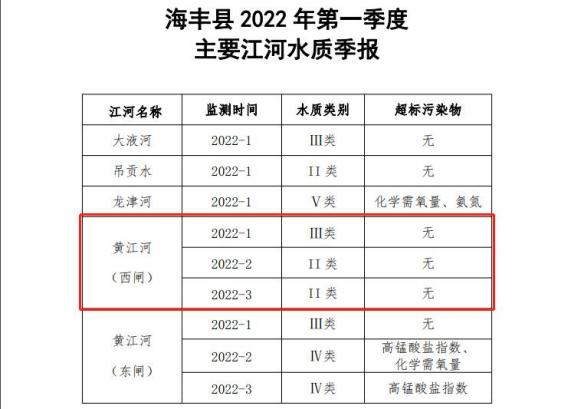 海丰县 2022 年第一季度
主要江河水质季报
江河名称 监测时间 水质类别 超标污染物
大液河 2022-1 III类 无
吊贡水 2022-1 II类 无
龙津河 2022-1 V类 化学需氧量、氨氮
黄江河
（西闸）
2022-1 III类 无
2022-2 II类 无
2022-3 II类 无
黄江河
（东闸）
2022-1 III类 无
2022-2 IV类 高锰酸盐指数、
化学需氧量
2022-3 IV类 高锰酸盐指数